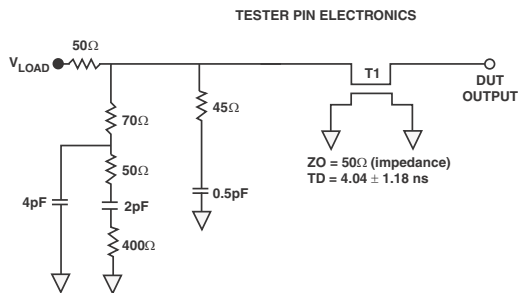 TESTER PIN ELECTRONICS
50Ω
VLOAD
T1
DUT
OUTPUT
70Ω
45Ω
50Ω
4pF
2pF
0.5pF
400Ω
ZO = 50Ω (impedance)
TD = 4.04 ± 1.18 ns